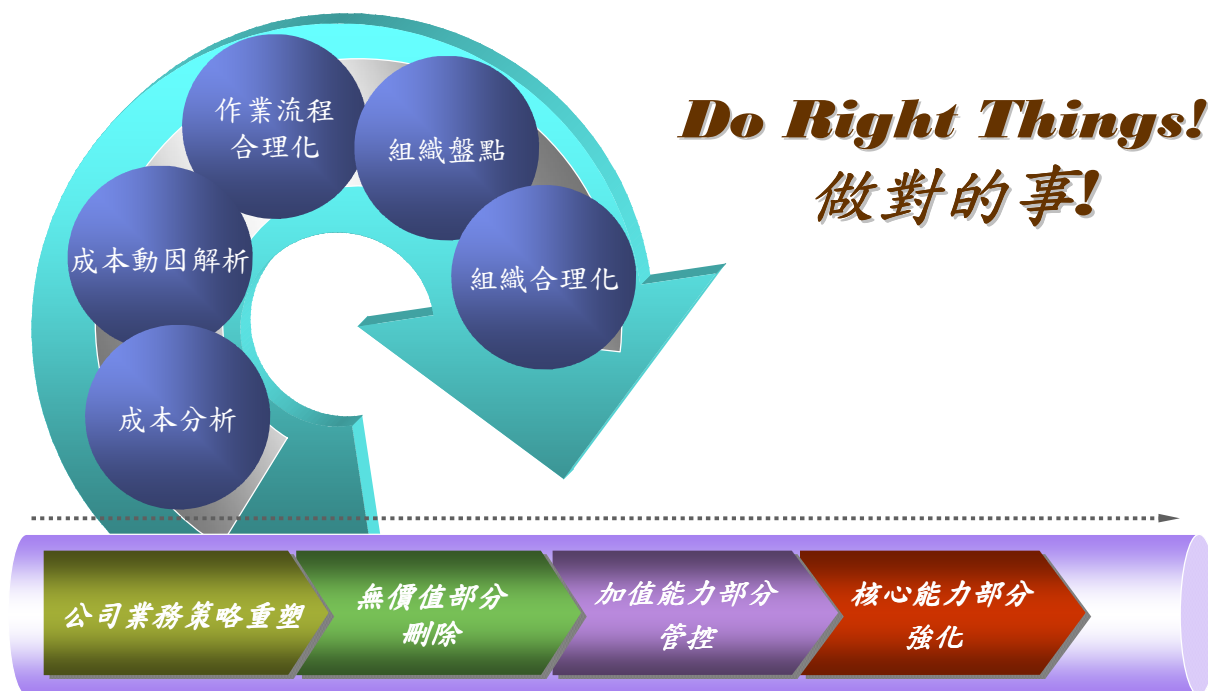 Do Right Things!
做對的事!
作業流程
合理化
組織盤點
成本動因解析
組織合理化
成本分析
公司業務策略重塑
無價值部分
刪除
加值能力部分
管控
核心能力部分
強化